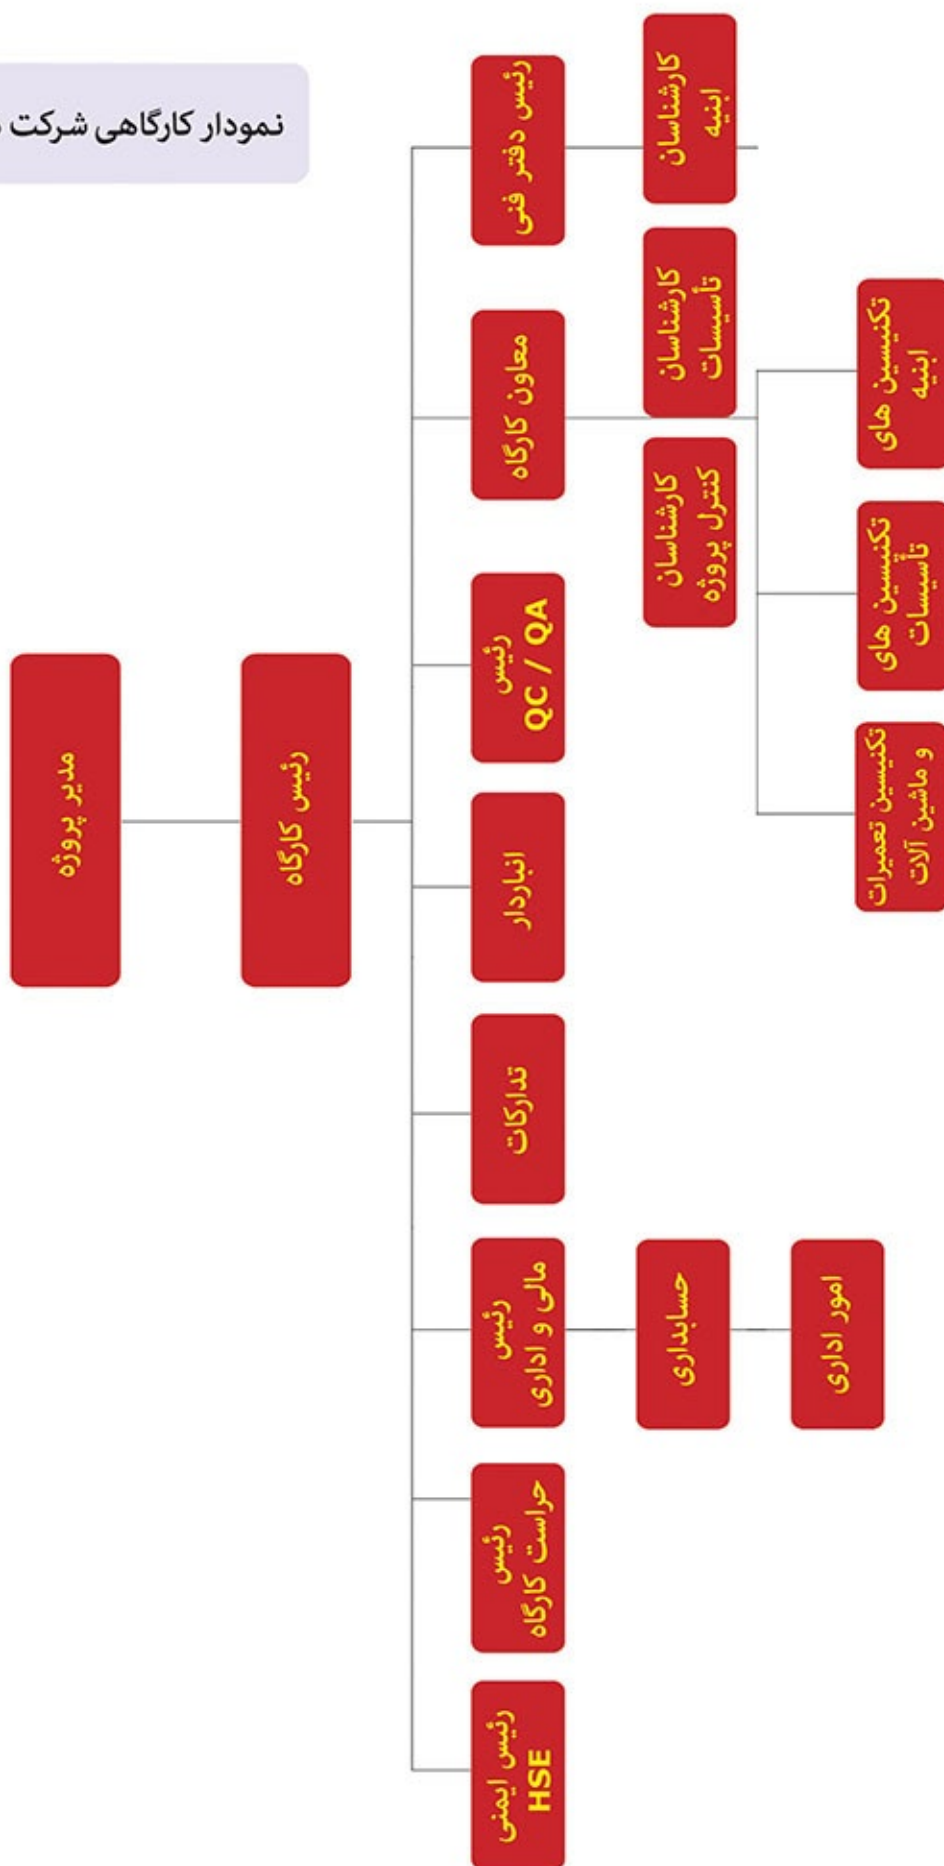 نمودار کارگاهی شرکت
مدیر پروژه
رئیس کارگاه
رئیس دفتر فنی
معاون کارگاه
رئیس
QC / QA
انباردار
تدارکات
رئیس
مالی و اداری
رئیس
حراست کارگاه
رئیس ایمنی
HSE
کارشناسان
ابنیه
کارشناسان
تأسیسات
کارشناسان
کنترل پروژه
حسابداری
امور اداری
تکنیسین های
ابنیه
تکنیسین های
تأسیسات
تکنیسین تعمیرات
و ماشین آلات